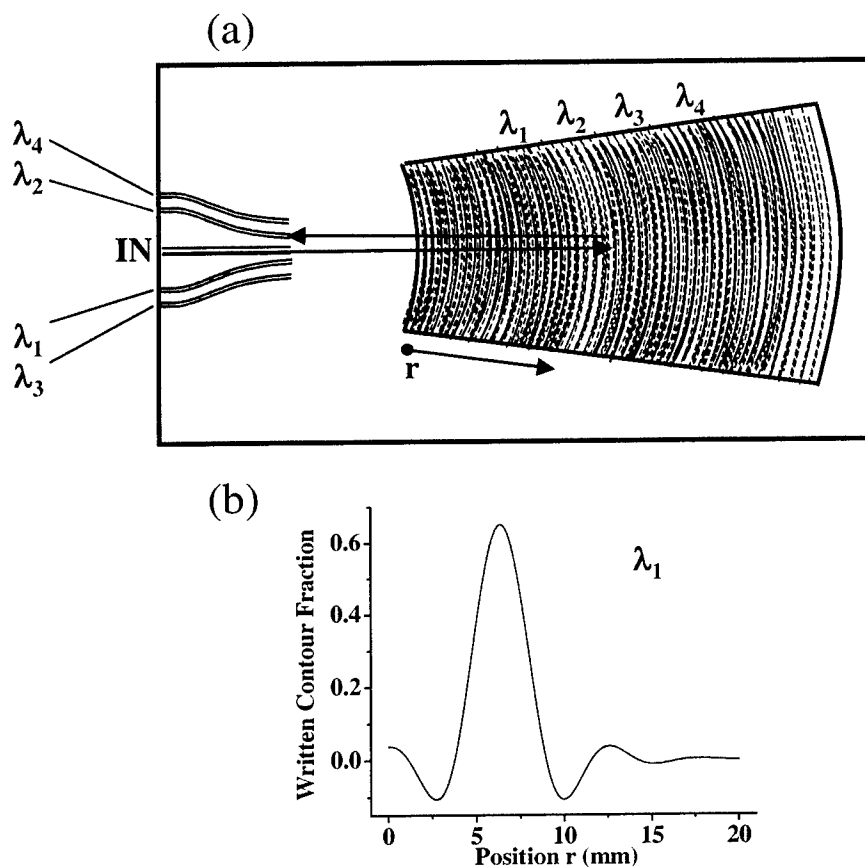 (a)
λ1 λ2 λ3 λ4
λ4
λ2
IN
λ1
λ3
r
(b)
Written Contour Fraction
0.6
0.4
0.2
0.0
λ1
0 5 10 15 20
Position r (mm)